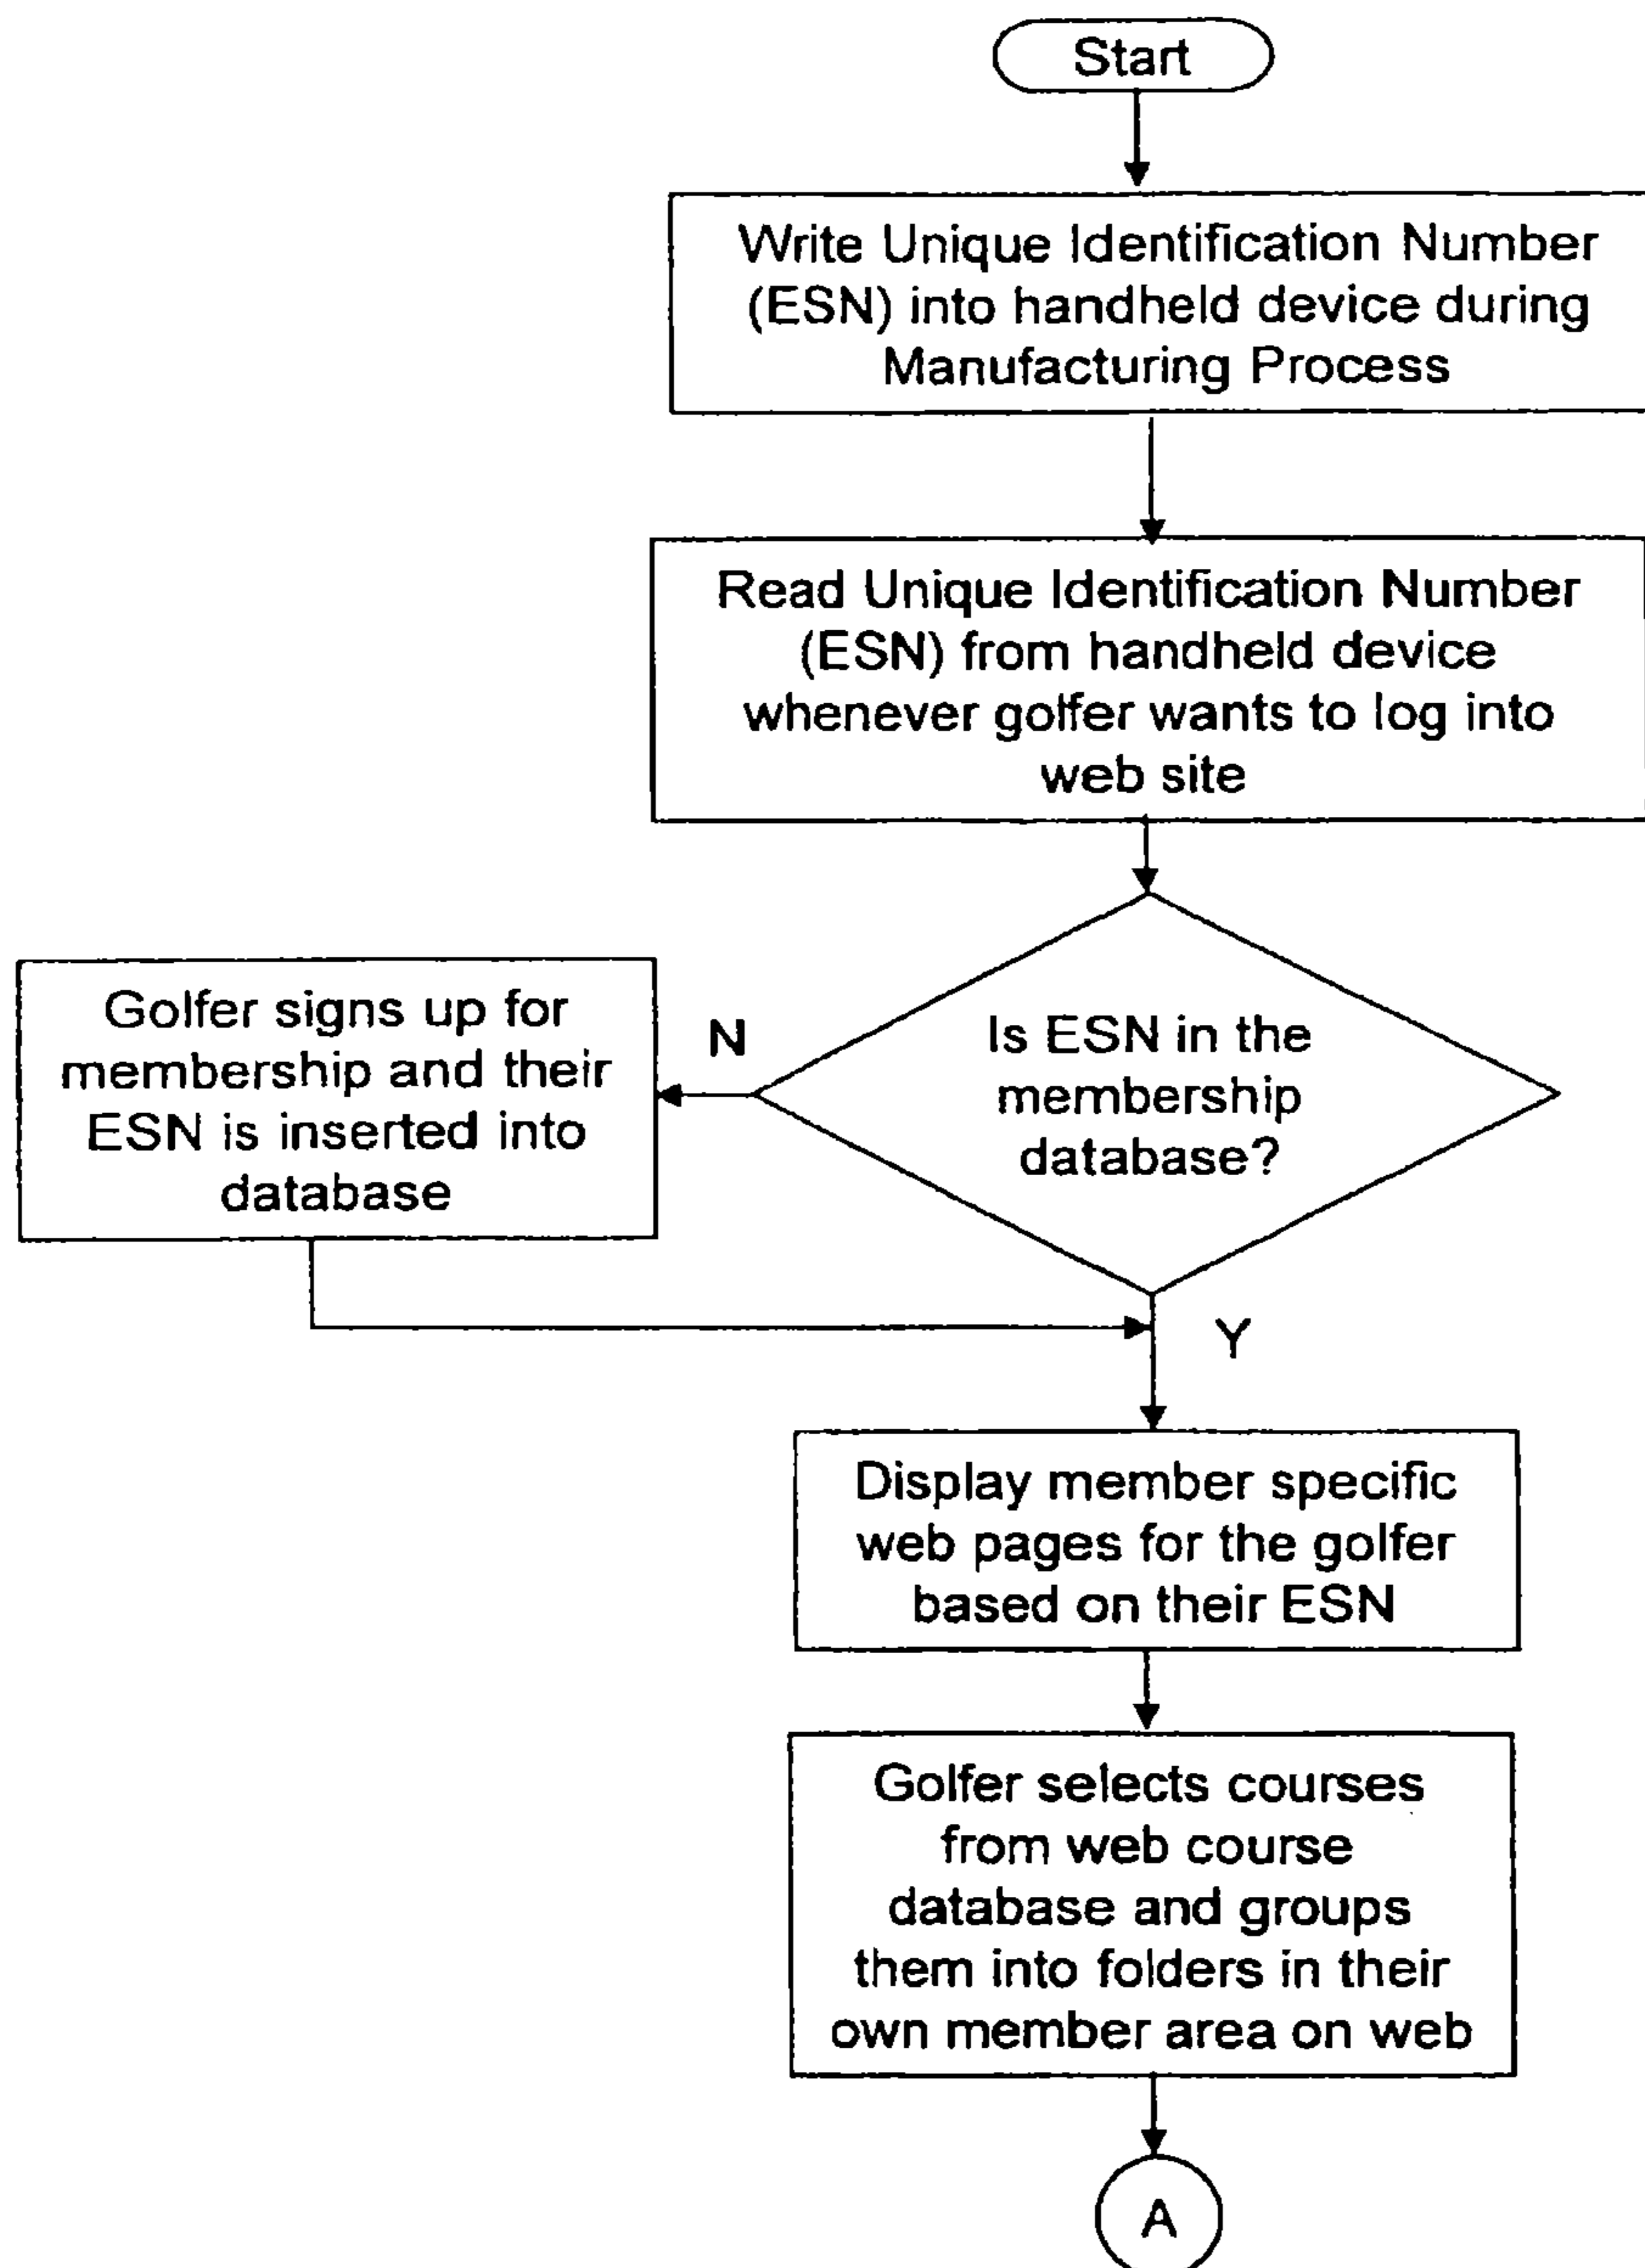 Start
Write Unique Identification Number
(ESN) into handheld device during
Manufacturing Process
Read Unique Identification Number
(ESN) from handheld device
whenever golfer wants to log into
web site
Is ESN in the
membership
database?
N
Golfer signs up for
membership and their
ESN is inserted into
database
Y
Display member specific
web pages for the golfer
based on their ESN
Golfer selects courses
from web course
database and groups
them into folders in their
own member area on web
A